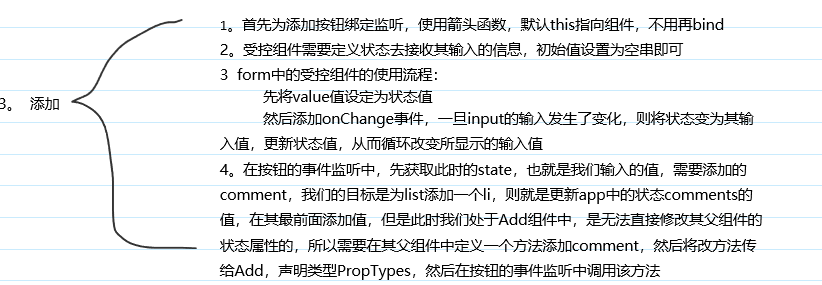 1。首先为添加按钮绑定监听，使用箭头函数，默认this指向组件，不用再bind
2。受控组件需要定义状态去接收其输入的信息，初始值设置为空串即可
3 form中的受控组件的使用流程：
先将value值设定为状态值
3。 添加
然后添加onChange事件，一旦input的输入发生了变化，则将状态变为其输
入值，更新状态值，从而循环改变所显示的输入值
4。在按钮的事件监听中，先获取此时的state，也就是我们输入的值，需要添加的
comment，我们的目标是为list添加一个li，则就是更新app中的状态comments的
值，在其最前面添加值，但是此时我们处于Add组件中，是无法直接修改其父组件的
状态属性的，所以需要在其父组件中定义一个方法添加comment，然后将改方法传
给Add，声明类型PropTypes，然后在按钮的事件监听中调用该方法